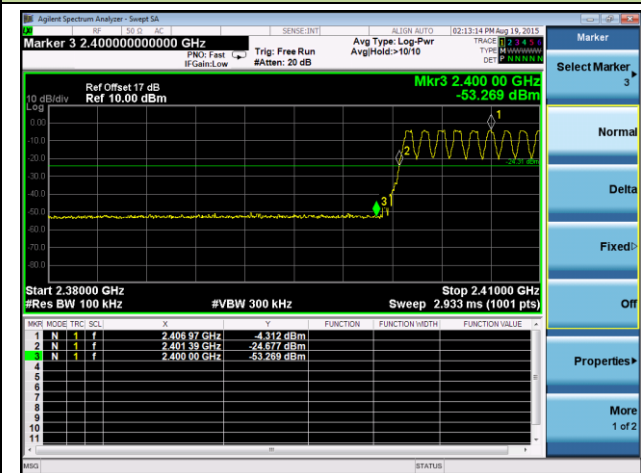 Agilent Spectrum Analyzer - Swept SA
RF 50 Ω AC SENSE:INT ALIGN AUTO 02:13:14 PM Aug 19, 2015
Marker 3 2.400000000000 GHz
PNO: Fast
IFGain:Low
Trig: Free Run
#Atten: 20 dB
Avg Type: Log-Pwr
Avg|Hold:>10/10
TRACE 1 2 3 4 5 6
TYPE M WWWWW
DET P N N N N N
Mkr3 2.400 00 GHz
-53.269 dBm
Ref Offset 17 dB
10 dB/div Ref 10.00 dBm
Log
0.00
-10.0
-20.0
-30.0
-40.0
-50.0
-60.0
-70.0
-80.0
1
2
3
-24.31 dBm
Start 2.38000 GHz Stop 2.41000 GHz
#Res BW 100 kHz #VBW 300 kHz Sweep 2.933 ms (1001 pts)
MKR MODE TRC SCL X Y FUNCTION FUNCTION WIDTH FUNCTION VALUE
1 N 1 f 2.406 97 GHz -4.312 dBm
2 N 1 f 2.401 39 GHz -24.677 dBm
3 N 1 f 2.400 00 GHz -53.269 dBm
4
5
6
7
8
9
10
11
MSG STATUS
Marker
Select Marker
3
Normal
Delta
Fixed
Off
Properties
More
1 of 2